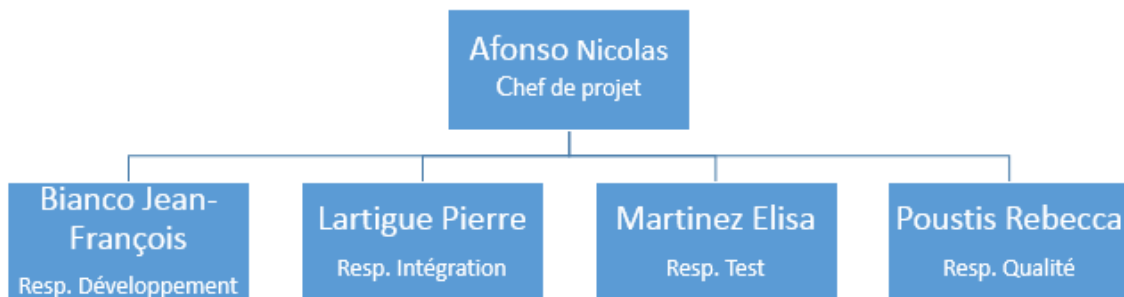 Afonso Nicolas
Chef de projet
Bianco Jean-
François
Resp. Développement
Lartigue Pierre
Resp. Intégration
Martinez Elisa
Resp. Test
Poustis Rebecca
Resp. Qualité